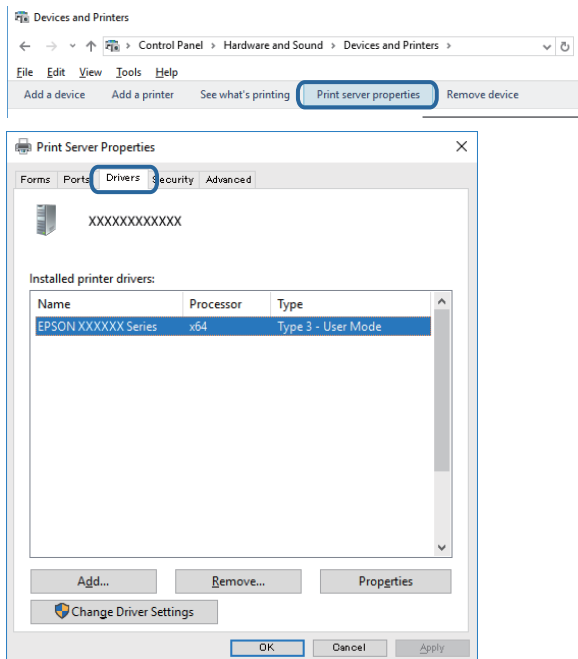 Devices and Printers
Control Panel > Hardware and Sound > Devices and Printers >
File Edit View Tools Help
Add a device Add a printer See what's printing Print server properties Remove device
Print Server Properties
Forms Ports Drivers Security Advanced
XXXXXXXXXXXX
Installed printer drivers:
Name Processor Type
EPSON XXXXXX Series x64 Type 3 - User Mode
Add... Remove... Properties
Change Driver Settings
OK Cancel Apply